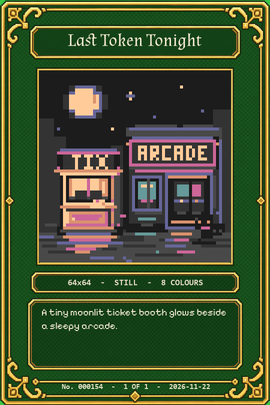 Last Token Tonight
TIX
ARCADE
64x64 - STILL - 8 COLOURS
A tiny moonlit ticket booth glows beside
a sleepy arcade.
No. 000154 - 1 OF 1 - 2026-11-22